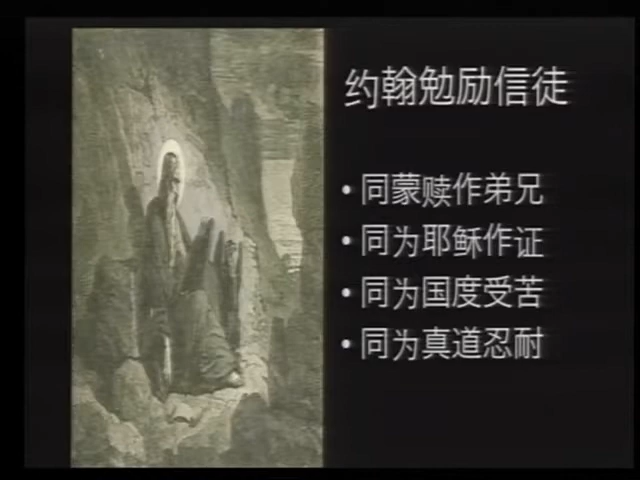 约翰勉励信徒
• 同蒙赎作弟兄
• 同为耶稣作证
• 同为国度受苦
• 同为真道忍耐